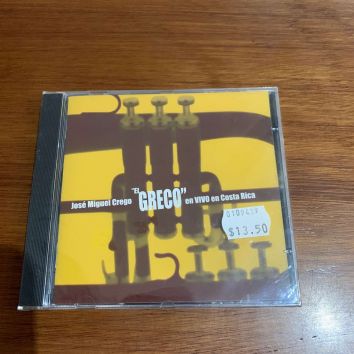 José Miguel Crego "EL GRECO" en VIVO en Costa Rica
$13.50